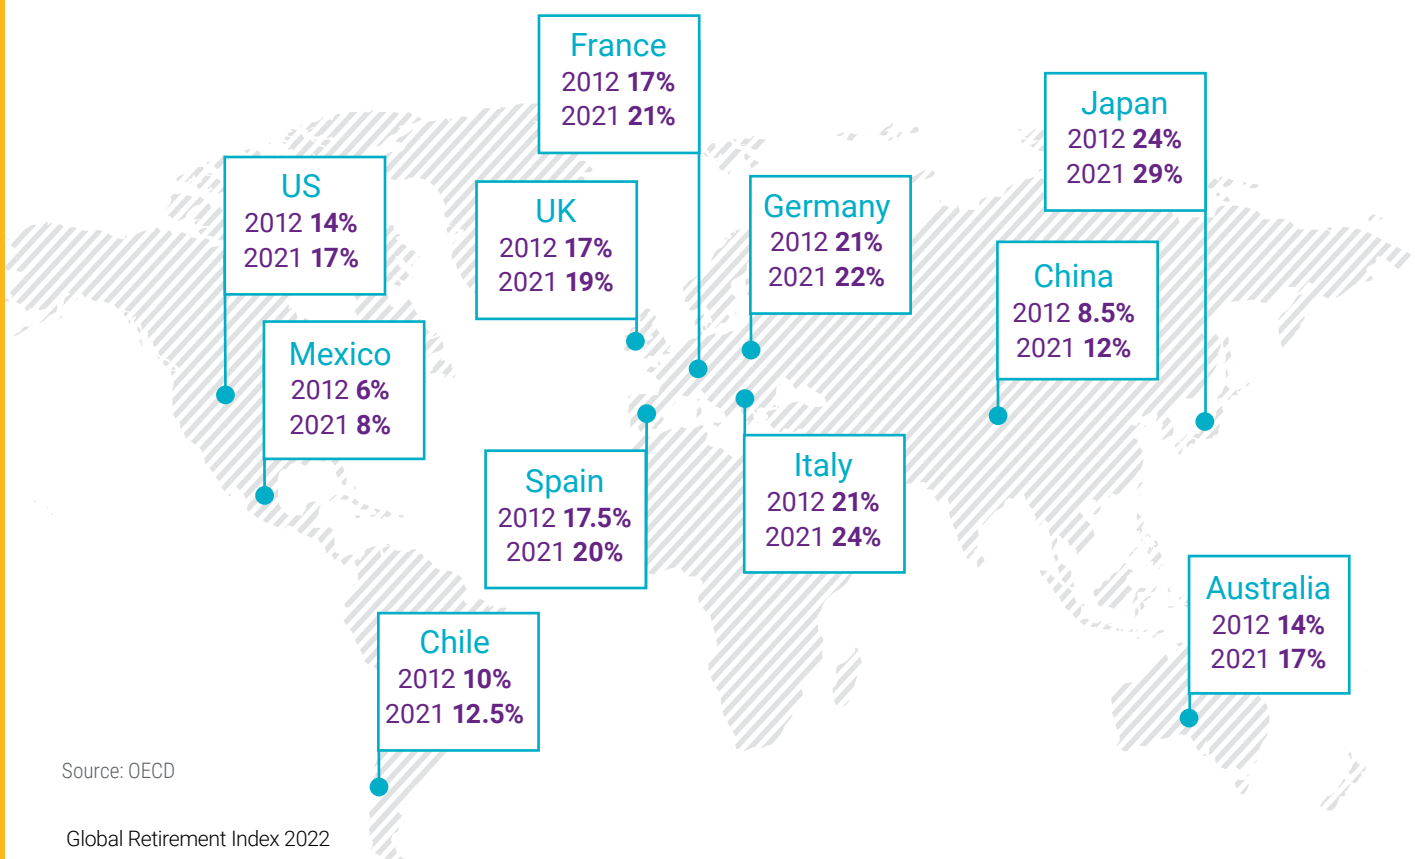 France
2012 17%
2021 21%
Japan
2012 24%
2021 29%
US
2012 14%
2021 17%
UK
2012 17%
2021 19%
Germany
2012 21%
2021 22%
China
2012 8.5%
2021 12%
Mexico
2012 6%
2021 8%
Spain
2012 17.5%
2021 20%
Italy
2012 21%
2021 24%
Australia
2012 14%
2021 17%
Chile
2012 10%
2021 12.5%
Source: OECD
Global Retirement Index 2022